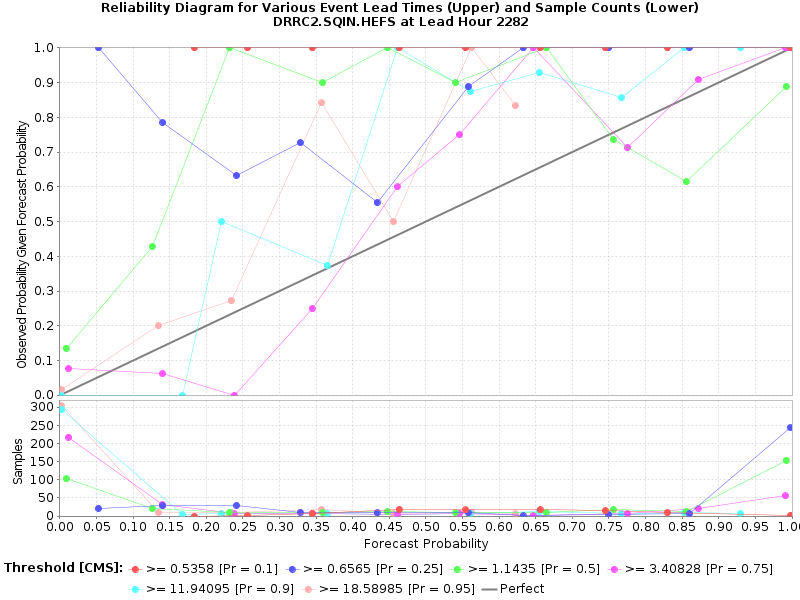 Reliability Diagram for Various Event Lead Times (Upper) and Sample Counts (Lower)
DRRC2.SQIN.HEFS at Lead Hour 2282
Observed Probability Given Forecast Probability
1.0
0.9
0.8
0.7
0.6
0.5
0.4
0.3
0.2
0.1
0.0
Samples
300
250
200
150
100
50
0
0.00 0.05 0.10 0.15 0.20 0.25 0.30 0.35 0.40 0.45 0.50 0.55 0.60 0.65 0.70 0.75 0.80 0.85 0.90 0.95 1.0
Forecast Probability
Threshold [CMS]: >= 0.5358 [Pr = 0.1] >= 0.6565 [Pr = 0.25] >= 1.1435 [Pr = 0.5] >= 3.40828 [Pr = 0.75]
>= 11.94095 [Pr = 0.9] >= 18.58985 [Pr = 0.95] Perfect